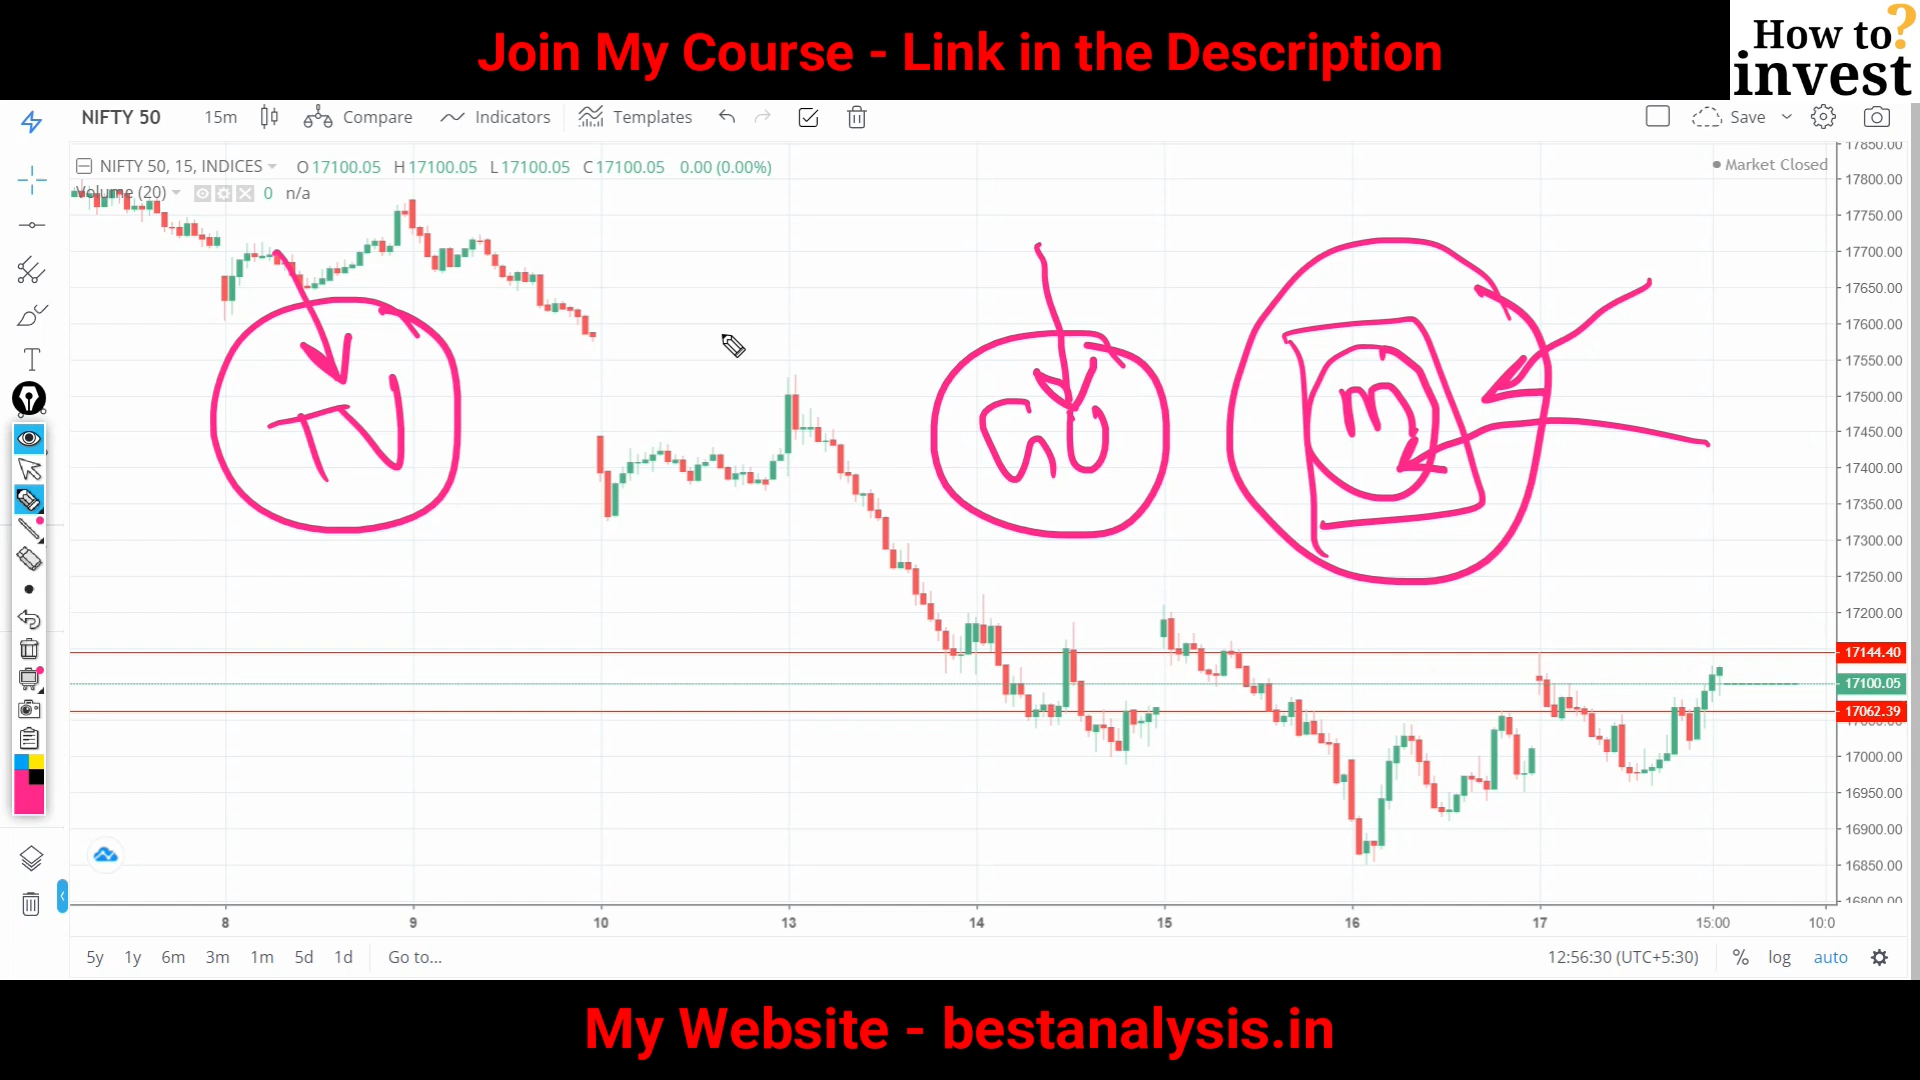 Join My Course - Link in the Description
How to?
invest
NIFTY 50 15m Compare Indicators Templates Save
NIFTY 50, 15, INDICES O17100.05 H17100.05 L17100.05 C17100.05 0.00 (0.00%)
Market Closed
Volume (20) 0 n/a
17850.00
17800.00
17750.00
17700.00
17650.00
17600.00
17550.00
17500.00
17450.00
17400.00
17350.00
17300.00
17250.00
17200.00
17144.40
17100.05
17062.39
17000.00
16950.00
16900.00
16850.00
16800.00
TV
m
8 9 10 13 14 15 16 17 15:00 10:0
5y 1y 6m 3m 1m 5d 1d Go to... 12:56:30 (UTC+5:30) % log auto
My Website - bestanalysis.in